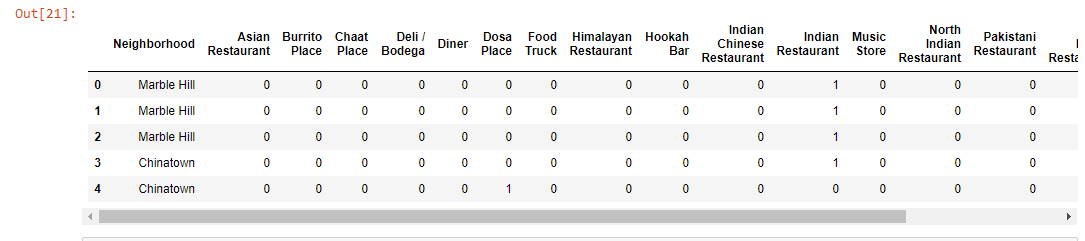 Out[21]:
Neighborhood Asian Restaurant Burrito Place Chaat Place Deli / Bodega Diner Dosa Place Food Truck Himalayan Restaurant Hookah Bar Indian Chinese Restaurant Indian Restaurant Music Store North Indian Restaurant Pakistani Restaurant
0 Marble Hill 0 0 0 0 0 0 0 0 0 0 1 0 0 0
1 Marble Hill 0 0 0 0 0 0 0 0 0 0 1 0 0 0
2 Marble Hill 0 0 0 0 0 0 0 0 0 0 1 0 0 0
3 Chinatown 0 0 0 0 0 0 0 0 0 0 1 0 0 0
4 Chinatown 0 0 0 0 0 1 0 0 0 0 0 0 0 0